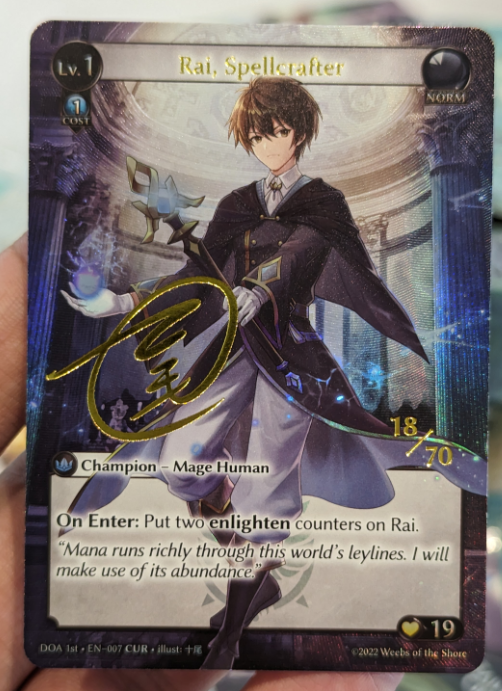 Lv. 1
Rai, Spellcrafter
NORM
1
COST
18/70
Champion – Mage Human
On Enter: Put two enlighten counters on Rai.
“Mana runs richly through this world’s leylines. I will
make use of its abundance.”
19
DOA 1st • EN-007 CUR • illust: 十尾
©2022 Weebs of the Shore